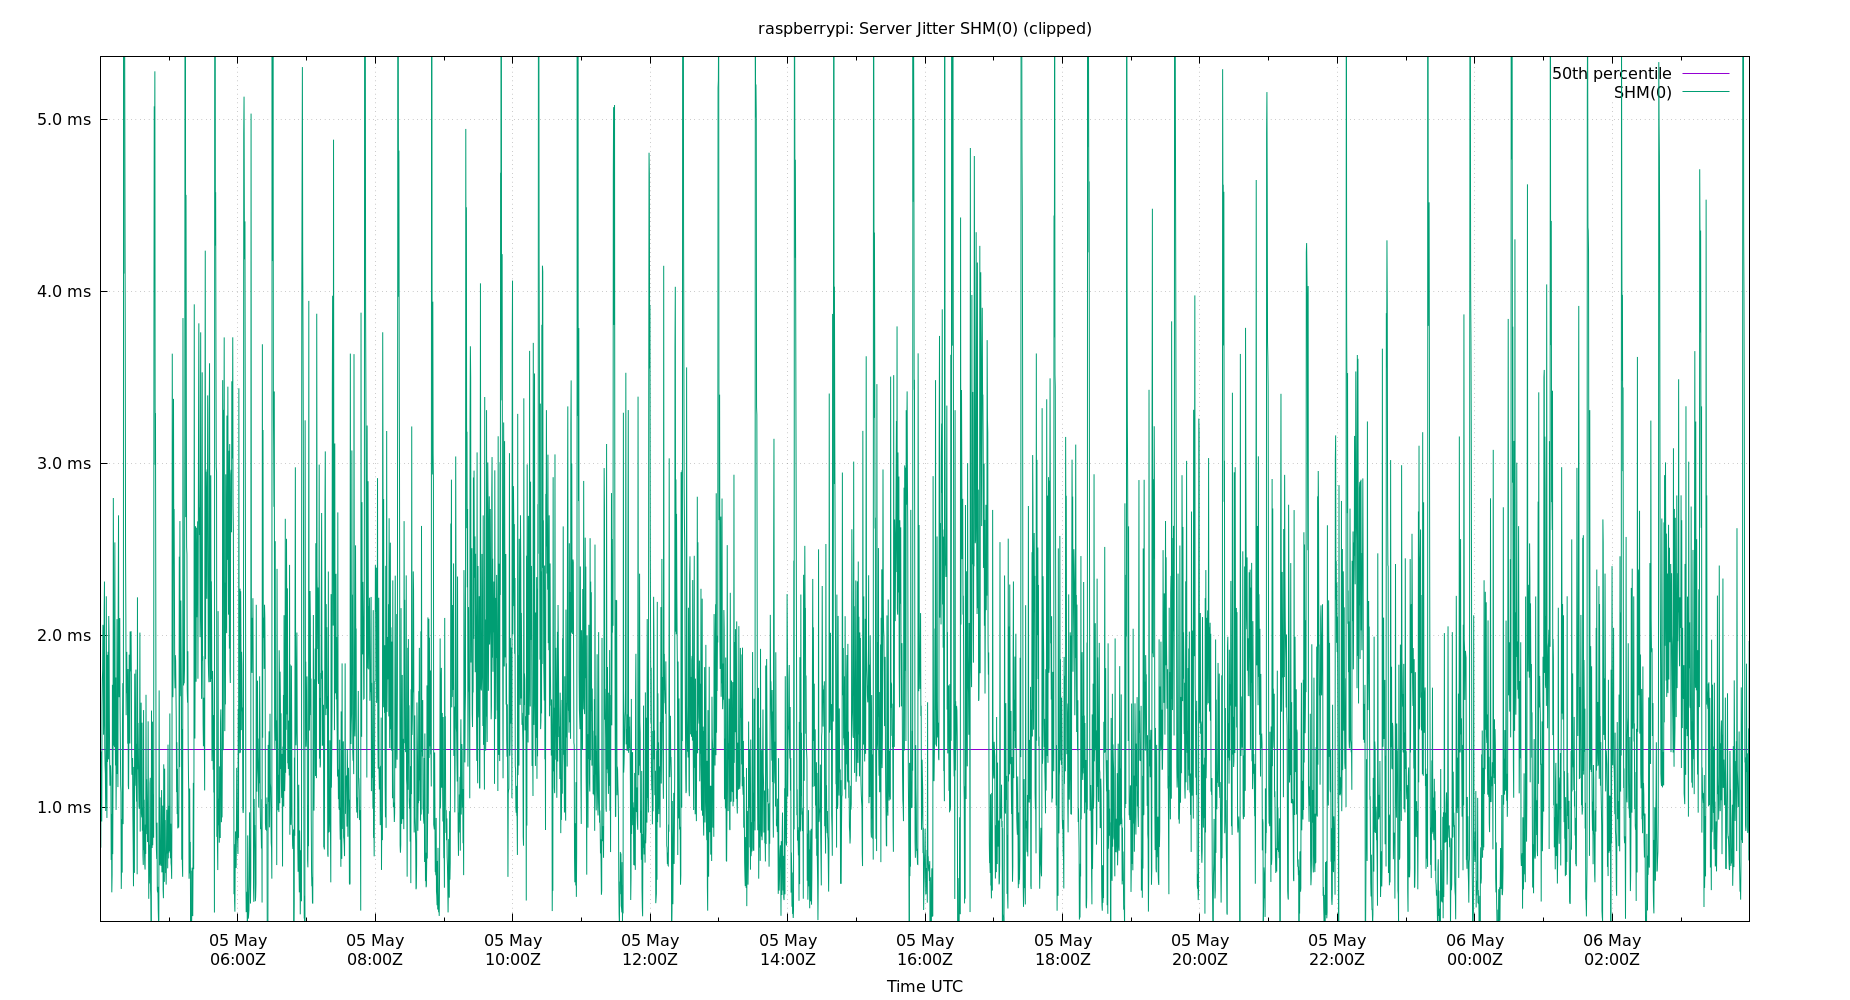 raspberrypi: Server Jitter SHM(0) (clipped)
50th percentile
SHM(0)
5.0 ms
4.0 ms
3.0 ms
2.0 ms
1.0 ms
05 May 05 May 05 May 05 May 05 May 05 May 05 May 05 May 05 May 06 May 06 May
06:00Z 08:00Z 10:00Z 12:00Z 14:00Z 16:00Z 18:00Z 20:00Z 22:00Z 00:00Z 02:00Z
Time UTC